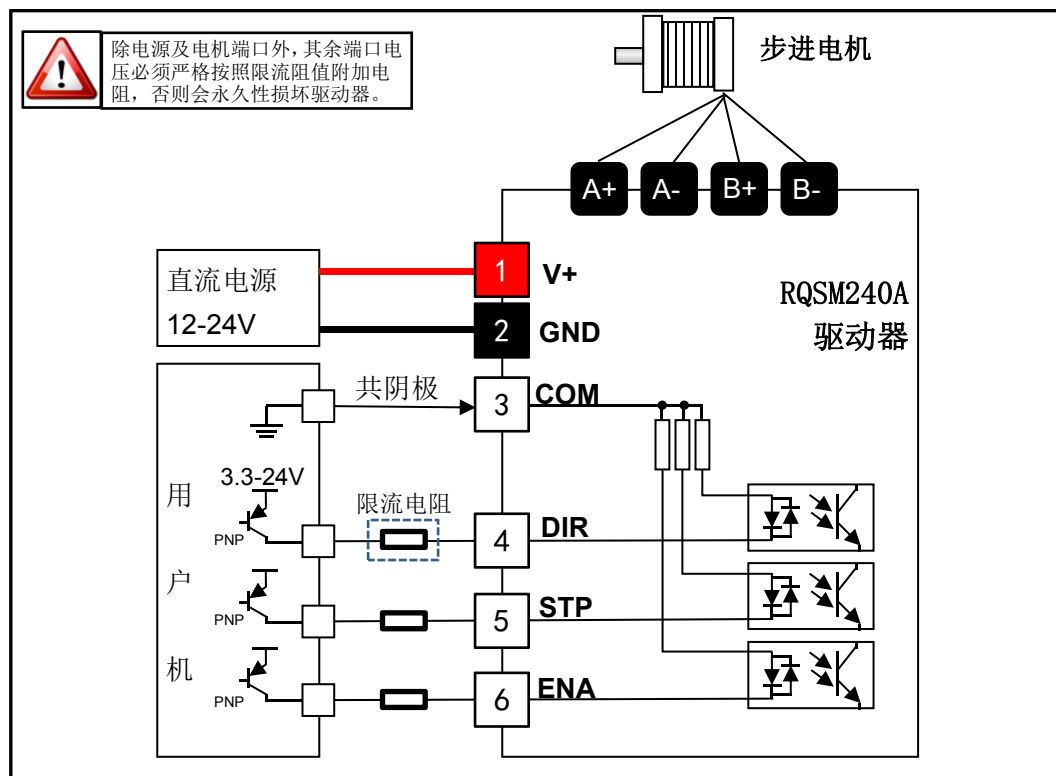 除电源及电机端口外，其余端口电
压必须严格按照限流阻值附加电
阻，否则会永久性损坏驱动器。
步进电机
A+ A- B+ B-
直流电源
12-24V
1 V+
2 GND
RQSM240A
驱动器
共阴极
3 COM
用
户
机
3.3-24V
PNP
限流电阻
4 DIR
PNP
5 STP
PNP
6 ENA